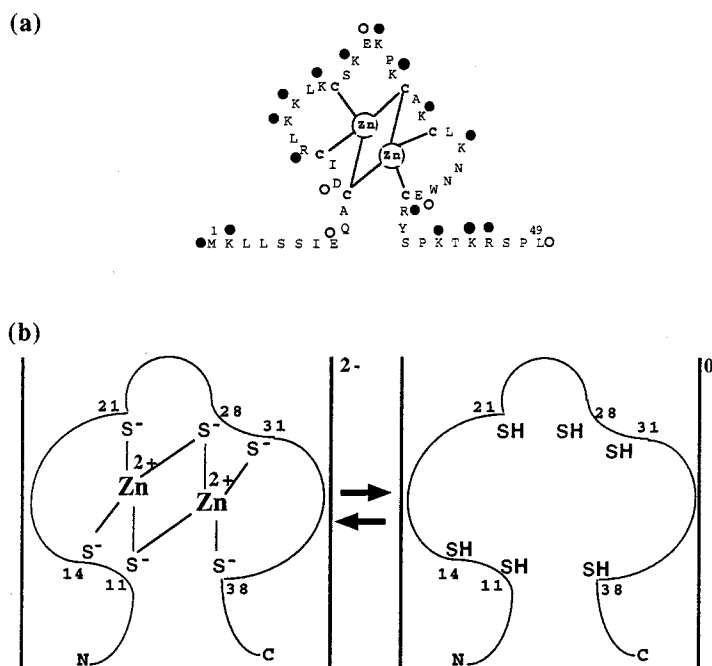 (a)
E K
K P
S K
K L K C C
A
K
Zn C L
L K K
R C Zn N
I N
D W
C C E
A R
Q Y
1 49
M K L L S S I E S P K T K R S P L
(b)
2- 0
21 28 31 21 28 31
S- S- S- SH SH SH
2+ 2+
Zn Zn
S- S- S- SH SH SH
14 11 38 14 11 38
N C N C